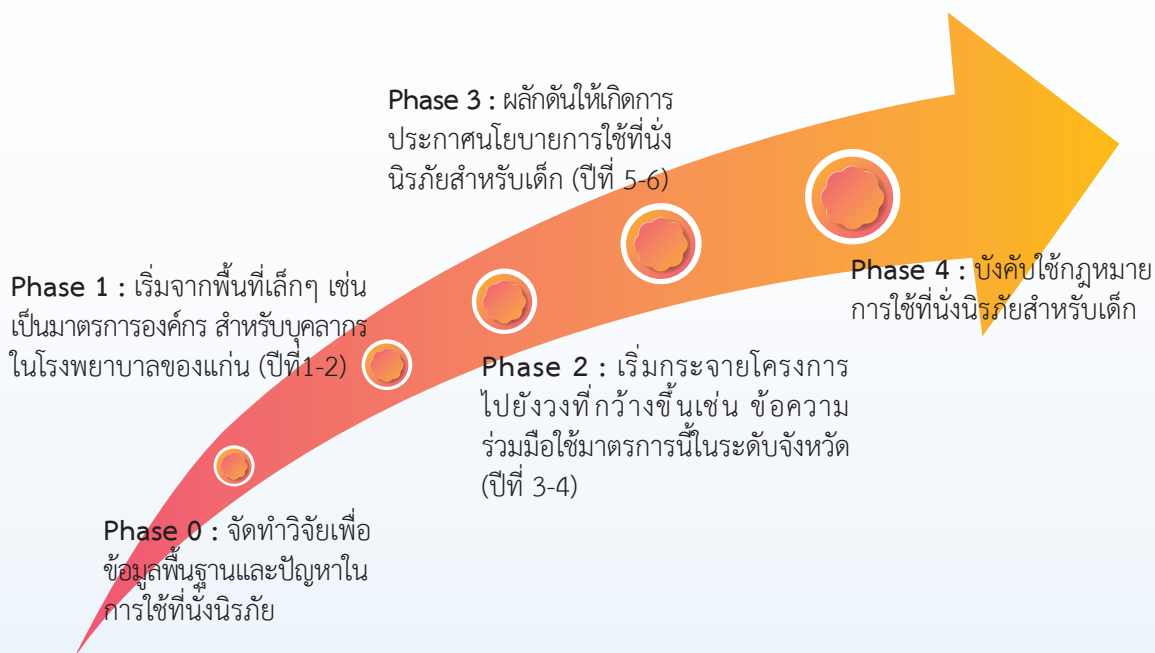 Phase 3 : ผลักดันให้เกิดการ
ประกาศนโยบายการใช้ที่นั่ง
นิรภัยสำหรับเด็ก (ปีที่ 5-6)
Phase 1 : เริ่มจากพื้นที่เล็กๆ เช่น
เป็นมาตรการองค์กร สำหรับบุคลากร
ในโรงพยาบาลของแก่น (ปีที่1-2)
Phase 4 : บังคับใช้กฎหมาย
การใช้ที่นั่งนิรภัยสำหรับเด็ก
Phase 2 : เริ่มกระจายโครงการ
ไปยังวงที่กว้างขึ้นเช่น ข้อความ
ร่วมมือใช้มาตรการนี้ในระดับจังหวัด
(ปีที่ 3-4)
Phase 0 : จัดทำวิจัยเพื่อ
ข้อมูลพื้นฐานและปัญหาใน
การใช้ที่นั่งนิรภัย